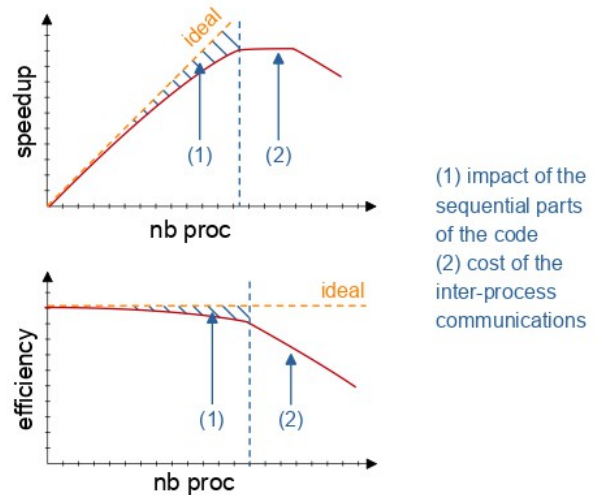 ideal
speedup
(1)
(2)
nb proc
(1) impact of the
sequential parts
of the code
(2) cost of the
inter-process
communications
ideal
efficiency
(1)
(2)
nb proc